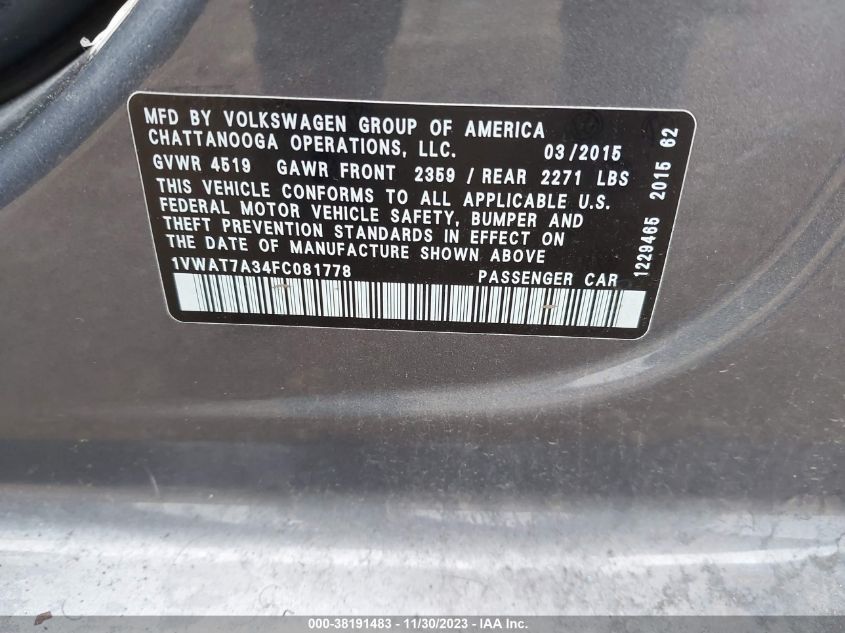 MFD BY VOLKSWAGEN GROUP OF AMERICA
CHATTANOOGA OPERATIONS, LLC. 03/2015
GVWR 4519 GAWR FRONT 2359 / REAR 2271 LBS
THIS VEHICLE CONFORMS TO ALL APPLICABLE U.S.
FEDERAL MOTOR VEHICLE SAFETY, BUMPER AND
THEFT PREVENTION STANDARDS IN EFFECT ON
THE DATE OF MANUFACTURE SHOWN ABOVE
1VWAT7A34FC081778 PASSENGER CAR
1229465 2015 62
000-38191483 - 11/30/2023 - IAA Inc.